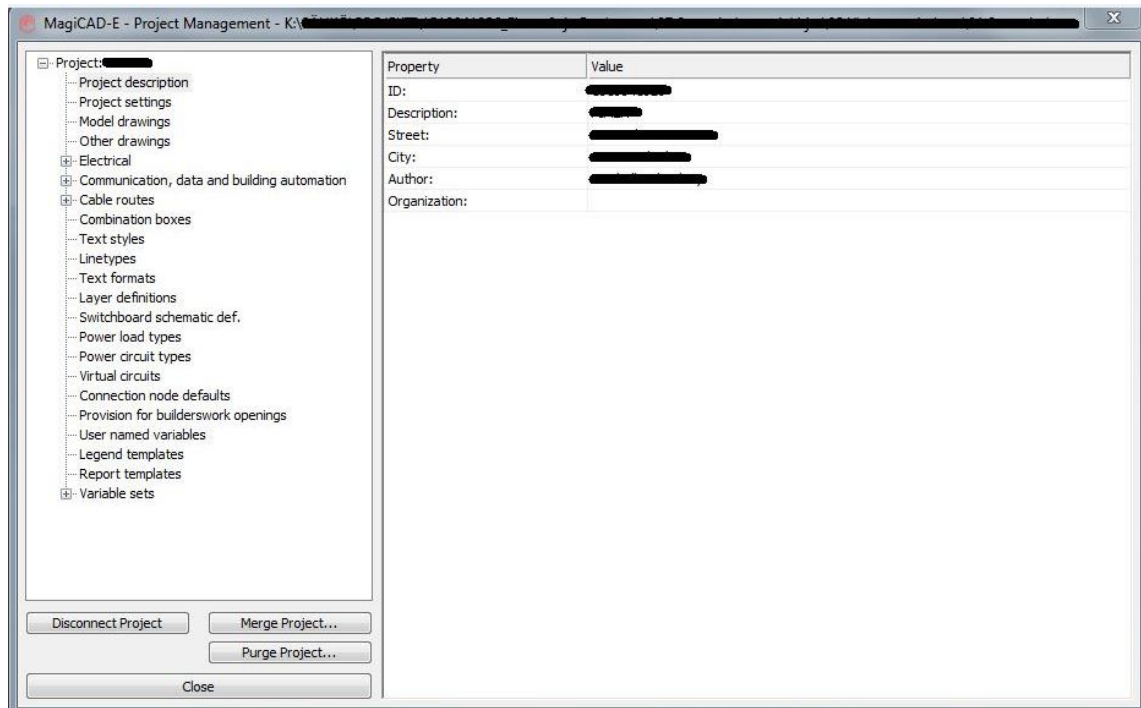 MagiCAD-E - Project Management - K:\
Project:
Project description
Project settings
Model drawings
Other drawings
Electrical
Communication, data and building automation
Cable routes
Combination boxes
Text styles
Linetypes
Text formats
Layer definitions
Switchboard schematic def.
Power load types
Power circuit types
Virtual circuits
Connection node defaults
Provision for builderswork openings
User named variables
Legend templates
Report templates
Variable sets
Disconnect Project
Merge Project...
Purge Project...
Close
Property Value
ID:
Description:
Street:
City:
Author:
Organization: